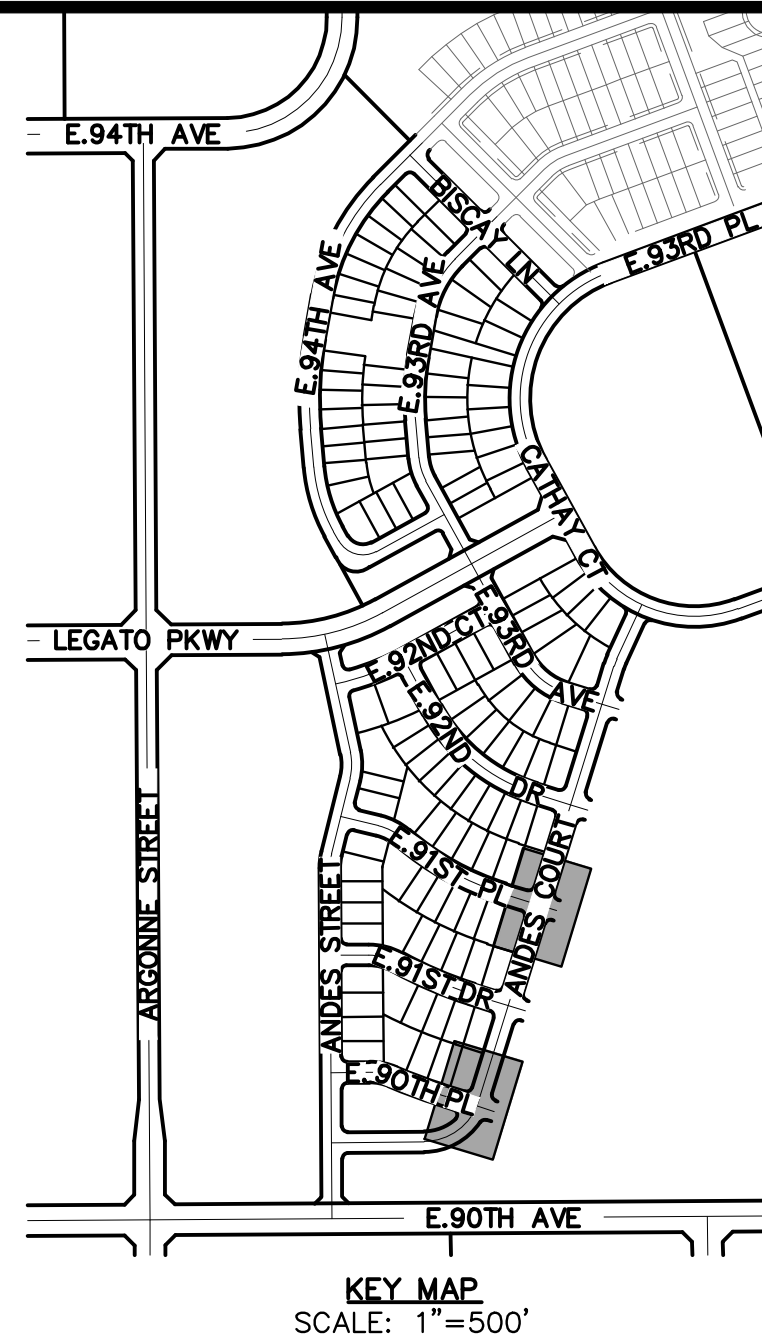 E.94TH AVE
BISCAY LN
E.93RD PL
E.94TH AVE
E.93RD AVE
CATHAY CT
LEGATO PKWY
E.92ND CT
E.93RD AVE
E.92ND DR
ARGONNE STREET
ANDES STREET
E.91ST PL
ANDES COURT
E.91ST DR
E. 90TH PL
E.90TH AVE
KEY MAP
SCALE: 1"=500'